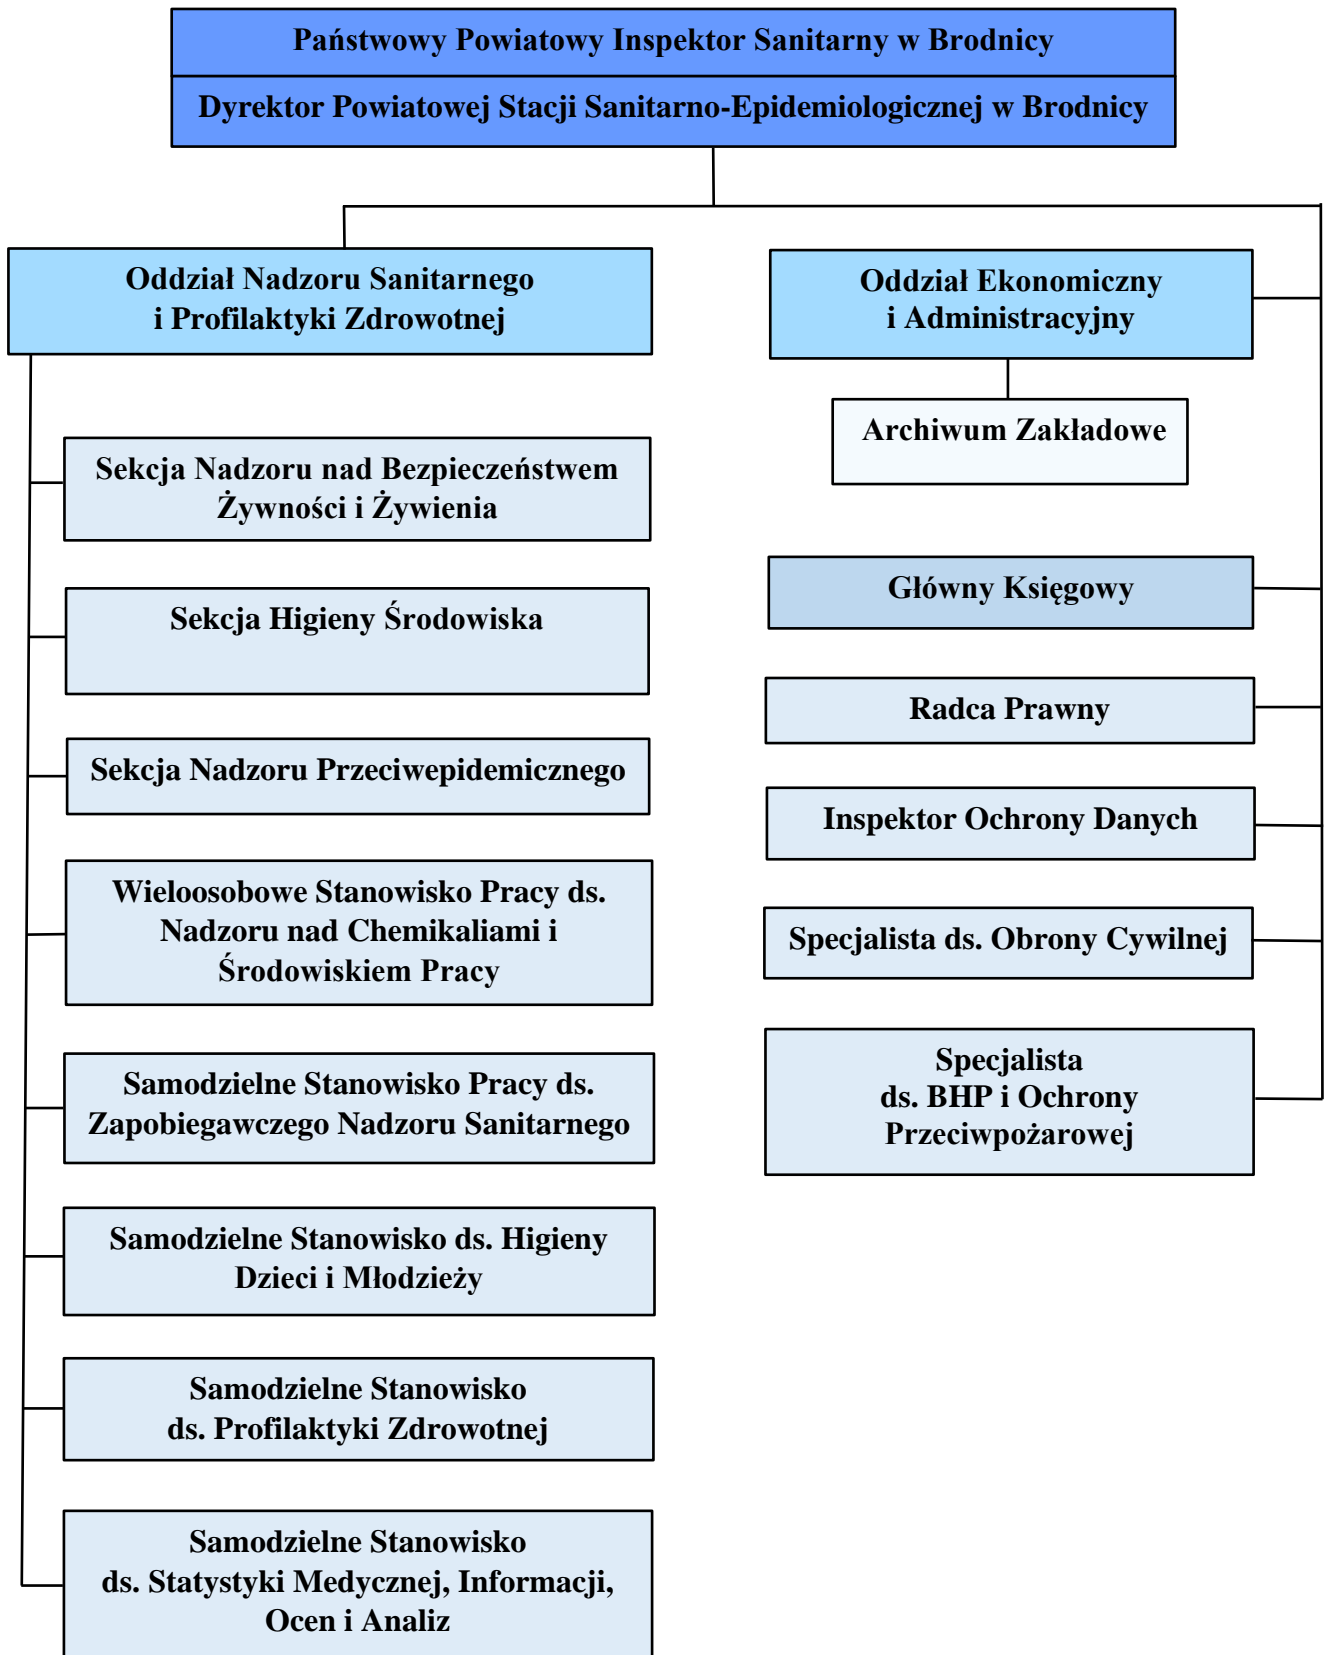 Państwowy Powiatowy Inspektor Sanitarny w Brodnicy
Dyrektor Powiatowej Stacji Sanitarno-Epidemiologicznej w Brodnicy
Oddział Nadzoru Sanitarnego
i Profilaktyki Zdrowotnej
Sekcja Nadzoru nad Bezpieczeństwem
Żywności i Żywienia
Sekcja Higieny Środowiska
Sekcja Nadzoru Przeciwepidemicznego
Wieloosobowe Stanowisko Pracy ds.
Nadzoru nad Chemikaliami i
Środowiskiem Pracy
Samodzielne Stanowisko Pracy ds.
Zapobiegawczego Nadzoru Sanitarnego
Samodzielne Stanowisko ds. Higieny
Dzieci i Młodzieży
Samodzielne Stanowisko
ds. Profilaktyki Zdrowotnej
Samodzielne Stanowisko
ds. Statystyki Medycznej, Informacji,
Ocen i Analiz
Oddział Ekonomiczny
i Administracyjny
Archiwum Zakładowe
Główny Księgowy
Radca Prawny
Inspektor Ochrony Danych
Specjalista ds. Obrony Cywilnej
Specjalista
ds. BHP i Ochrony
Przeciwpożarowej